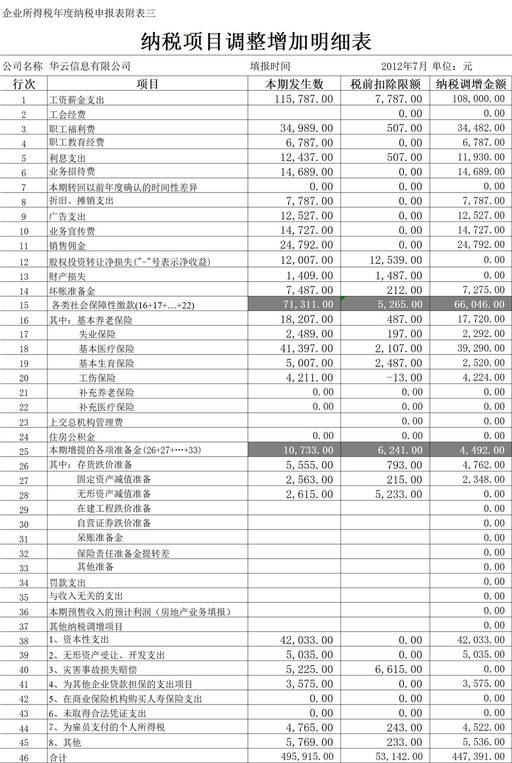 企业所得税年度纳税申报表附表三
纳税项目调整增加明细表
公司名称 华云信息有限公司 填报时间 2012年7月 单位：元
行次 项目 本期发生数 税前扣除限额 纳税调增金额
1 工资薪金支出 115,787.00 7,787.00 108,000.00
2 工会经费 0.00 0.00
3 职工福利费 34,989.00 507.00 34,482.00
4 职工教育经费 6,787.00 0.00 6,787.00
5 利息支出 12,437.00 507.00 11,930.00
6 业务招待费 14,689.00 0.00 14,689.00
7 本期转回以前年度确认的时间性差异 0.00 0.00 0.00
8 折旧、摊销支出 7,787.00 0.00 7,787.00
9 广告支出 12,527.00 0.00 12,527.00
10 业务宣传费 14,727.00 0.00 14,727.00
11 销售佣金 24,792.00 0.00 24,792.00
12 股权投资转让净损失("-"号表示净收益) 12,007.00 12,539.00 0.00
13 财产损失 1,409.00 1,487.00 0.00
14 坏帐准备金 7,487.00 212.00 7,275.00
15 各类社会保障性缴款(16+17+…+22) 71,311.00 5,265.00 66,046.00
16 其中：基本养老保险 18,207.00 487.00 17,720.00
17 失业保险 2,489.00 197.00 2,292.00
18 基本医疗保险 41,397.00 2,107.00 39,290.00
19 基本生育保险 5,007.00 2,487.00 2,520.00
20 工伤保险 4,211.00 -13.00 4,224.00
21 补充养老保险 0.00 0.00 0.00
22 补充医疗保险 0.00 0.00 0.00
23 上交总机构管理费 0.00 0.00
24 住房公积金 0.00 0.00 0.00
25 本期增提的各项准备金(26+27+…+33) 10,733.00 6,241.00 4,492.00
26 其中：存货跌价准备 5,555.00 793.00 4,762.00
27 固定资产减值准备 2,563.00 215.00 2,348.00
28 无形资产减值准备 2,615.00 5,233.00 0.00
29 在建工程跌价准备 0.00
30 自营证券跌价准备 0.00
31 呆账准备金 0.00
32 保险责任准备金提转差 0.00
33 其他准备 0.00
34 罚款支出 0.00
35 与收入无关的支出 0.00
36 本期预售收入的预计利润（房地产业务填报） 0.00
37 其他纳税调增项目 0.00
38 1、资本性支出 42,033.00 0.00 42,033.00
39 2、无形资产受让、开发支出 5,035.00 0.00 5,035.00
40 3、灾害事故损失赔偿 5,225.00 6,615.00 0.00
41 4、为其他企业贷款担保的支出项目 3,575.00 0.00 3,575.00
42 5、在商业保险机构购买人寿保险支出 0.00 0.00 0.00
43 6、未取得合法凭证支出 0.00 0.00 0.00
44 7、为雇员支付的个人所得税 4,765.00 243.00 4,522.00
45 8、其他 5,769.00 233.00 5,536.00
46 合计 495,915.00 53,142.00 447,391.00